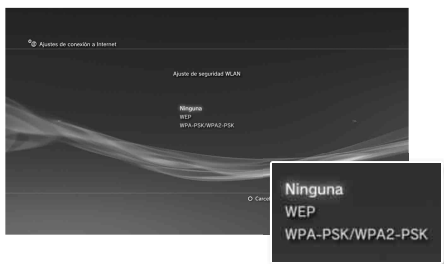 Ajustes de conexión a Internet
Ajuste de seguridad WLAN
Ninguna
WEP
WPA-PSK/WPA2-PSK
Ninguna
WEP
WPA-PSK/WPA2-PSK